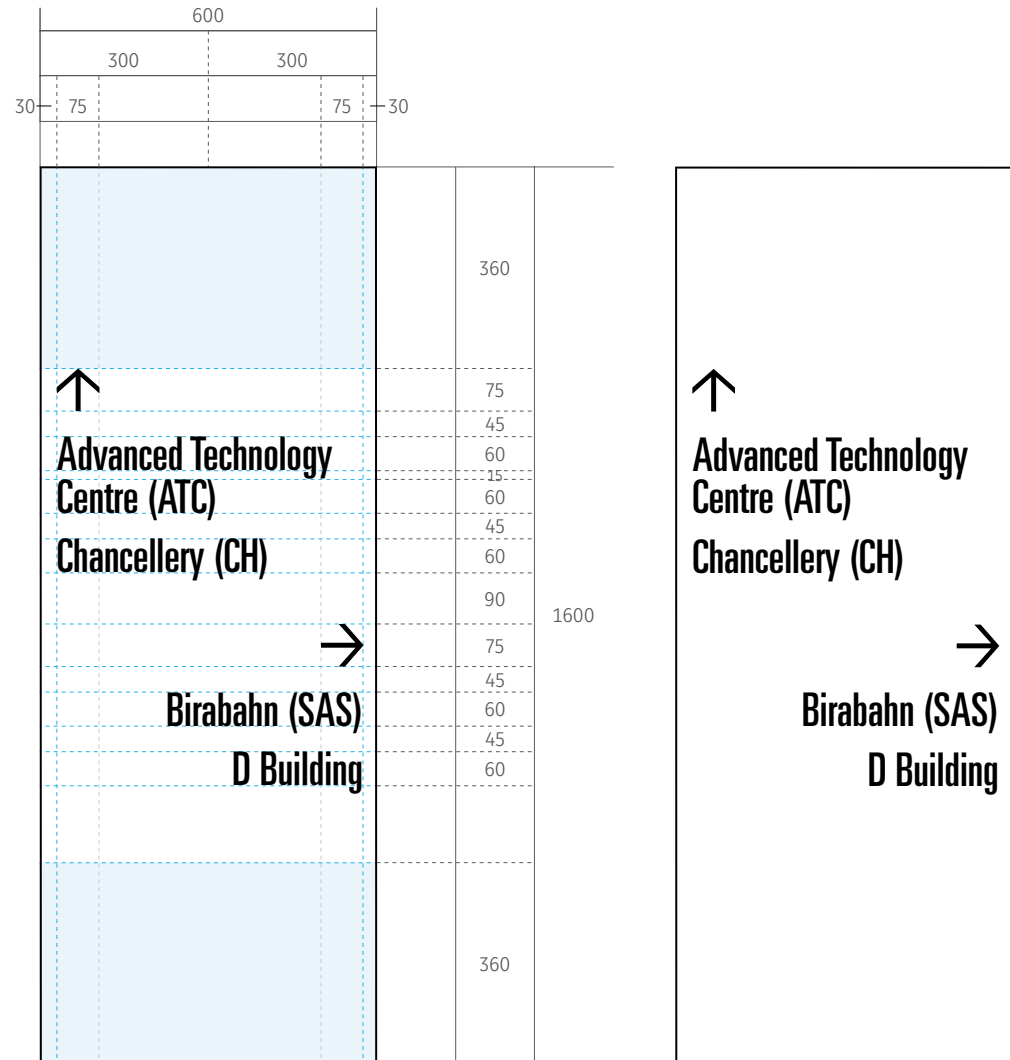 600
300 300
30 75 75 30
360
↑
75
45
Advanced Technology
60
15
Centre (ATC)
60
45
Chancellery (CH)
60
90
1600
→
75
45
Birabahn (SAS)
60
45
D Building
60
360
↑
Advanced Technology
Centre (ATC)
Chancellery (CH)
→
Birabahn (SAS)
D Building